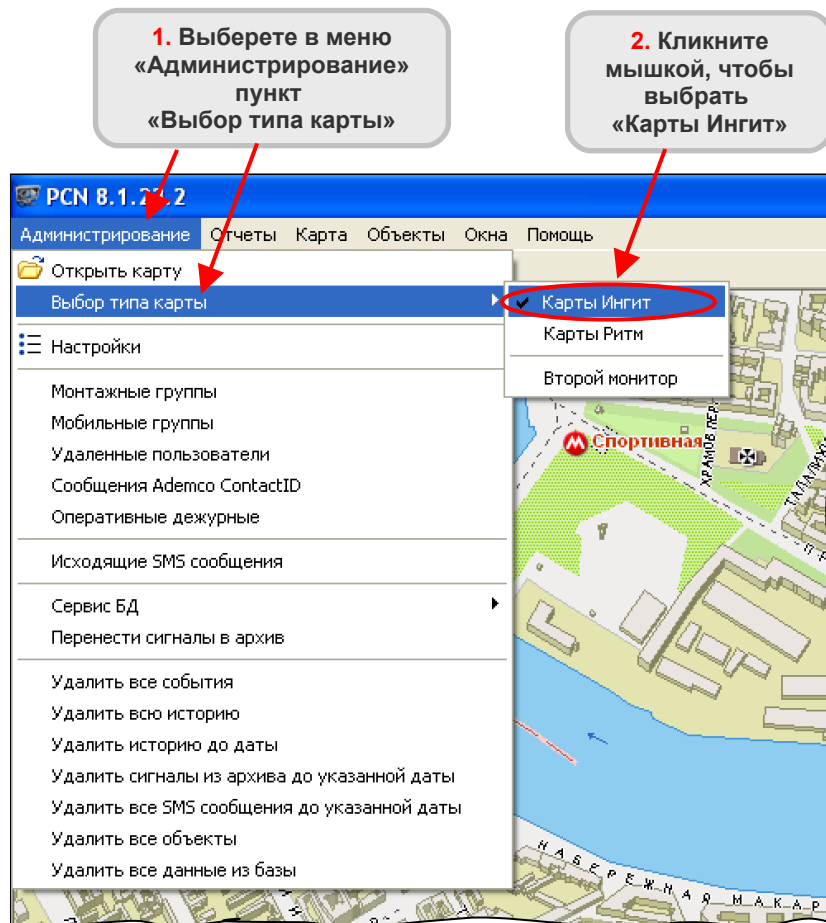 1. Выберете в меню
«Администрирование»
пункт
«Выбор типа карты»
2. Кликните
мышкой, чтобы
выбрать
«Карты Ингит»
Администрирование Отчеты Карта Объекты Окна Помощь
Открыть карту
Выбор типа карты
Карты Ингит
Карты Ритм
Второй монитор
Настройки
Монтажные группы
Мобильные группы
Удаленные пользователи
Сообщения Ademco ContactID
Оперативные дежурные
Исходящие SMS сообщения
Сервис БД
Перенести сигналы в архив
Удалить все события
Удалить всю историю
Удалить историю до даты
Удалить сигналы из архива до указанной даты
Удалить все SMS сообщения до указанной даты
Удалить все объекты
Удалить все данные из базы
Спортивная
НАБЕРЕЖНАЯ МАКАР